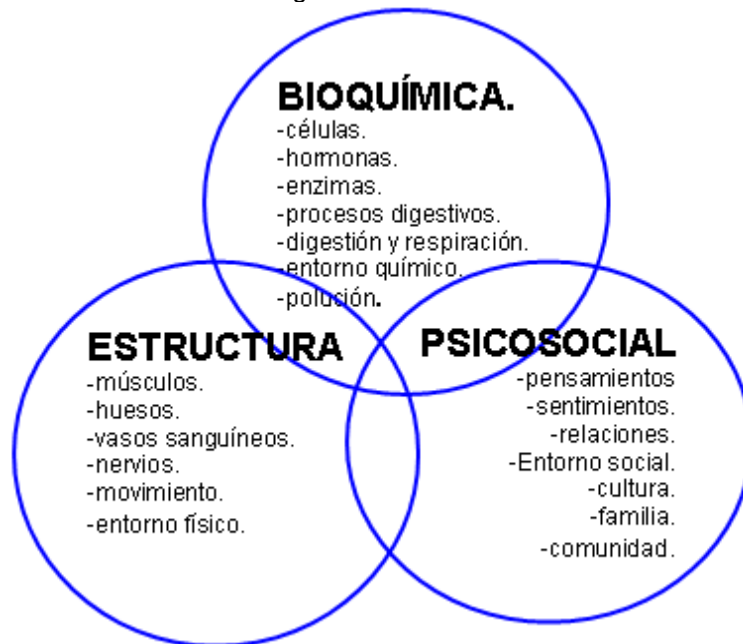 BIOQUÍMICA.
-células.
-hormonas.
-enzimas.
-procesos digestivos.
-digestión y respiración.
-entorno químico.
-polución.
ESTRUCTURA
-músculos.
-huesos.
-vasos sanguíneos.
-nervios.
-movimiento.
-entorno físico.
PSICOSOCIAL
-pensamientos
-sentimientos.
-relaciones.
-Entorno social.
-cultura.
-familia.
-comunidad.